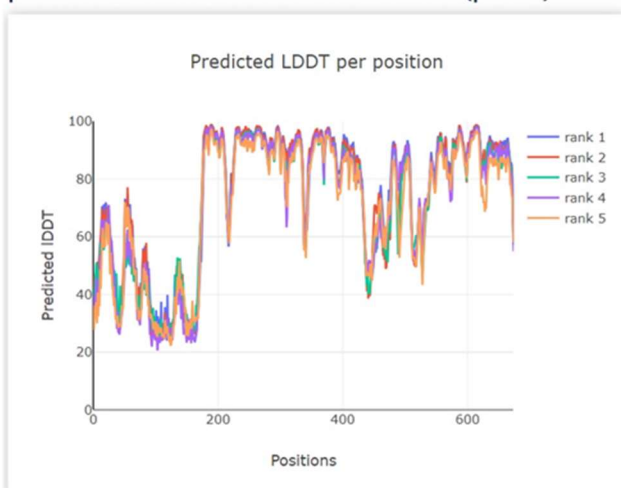 Predicted LDDT per position
100
80
60
40
20
0
Predicted lDDT
0
200
400
600
Positions
rank 1
rank 2
rank 3
rank 4
rank 5